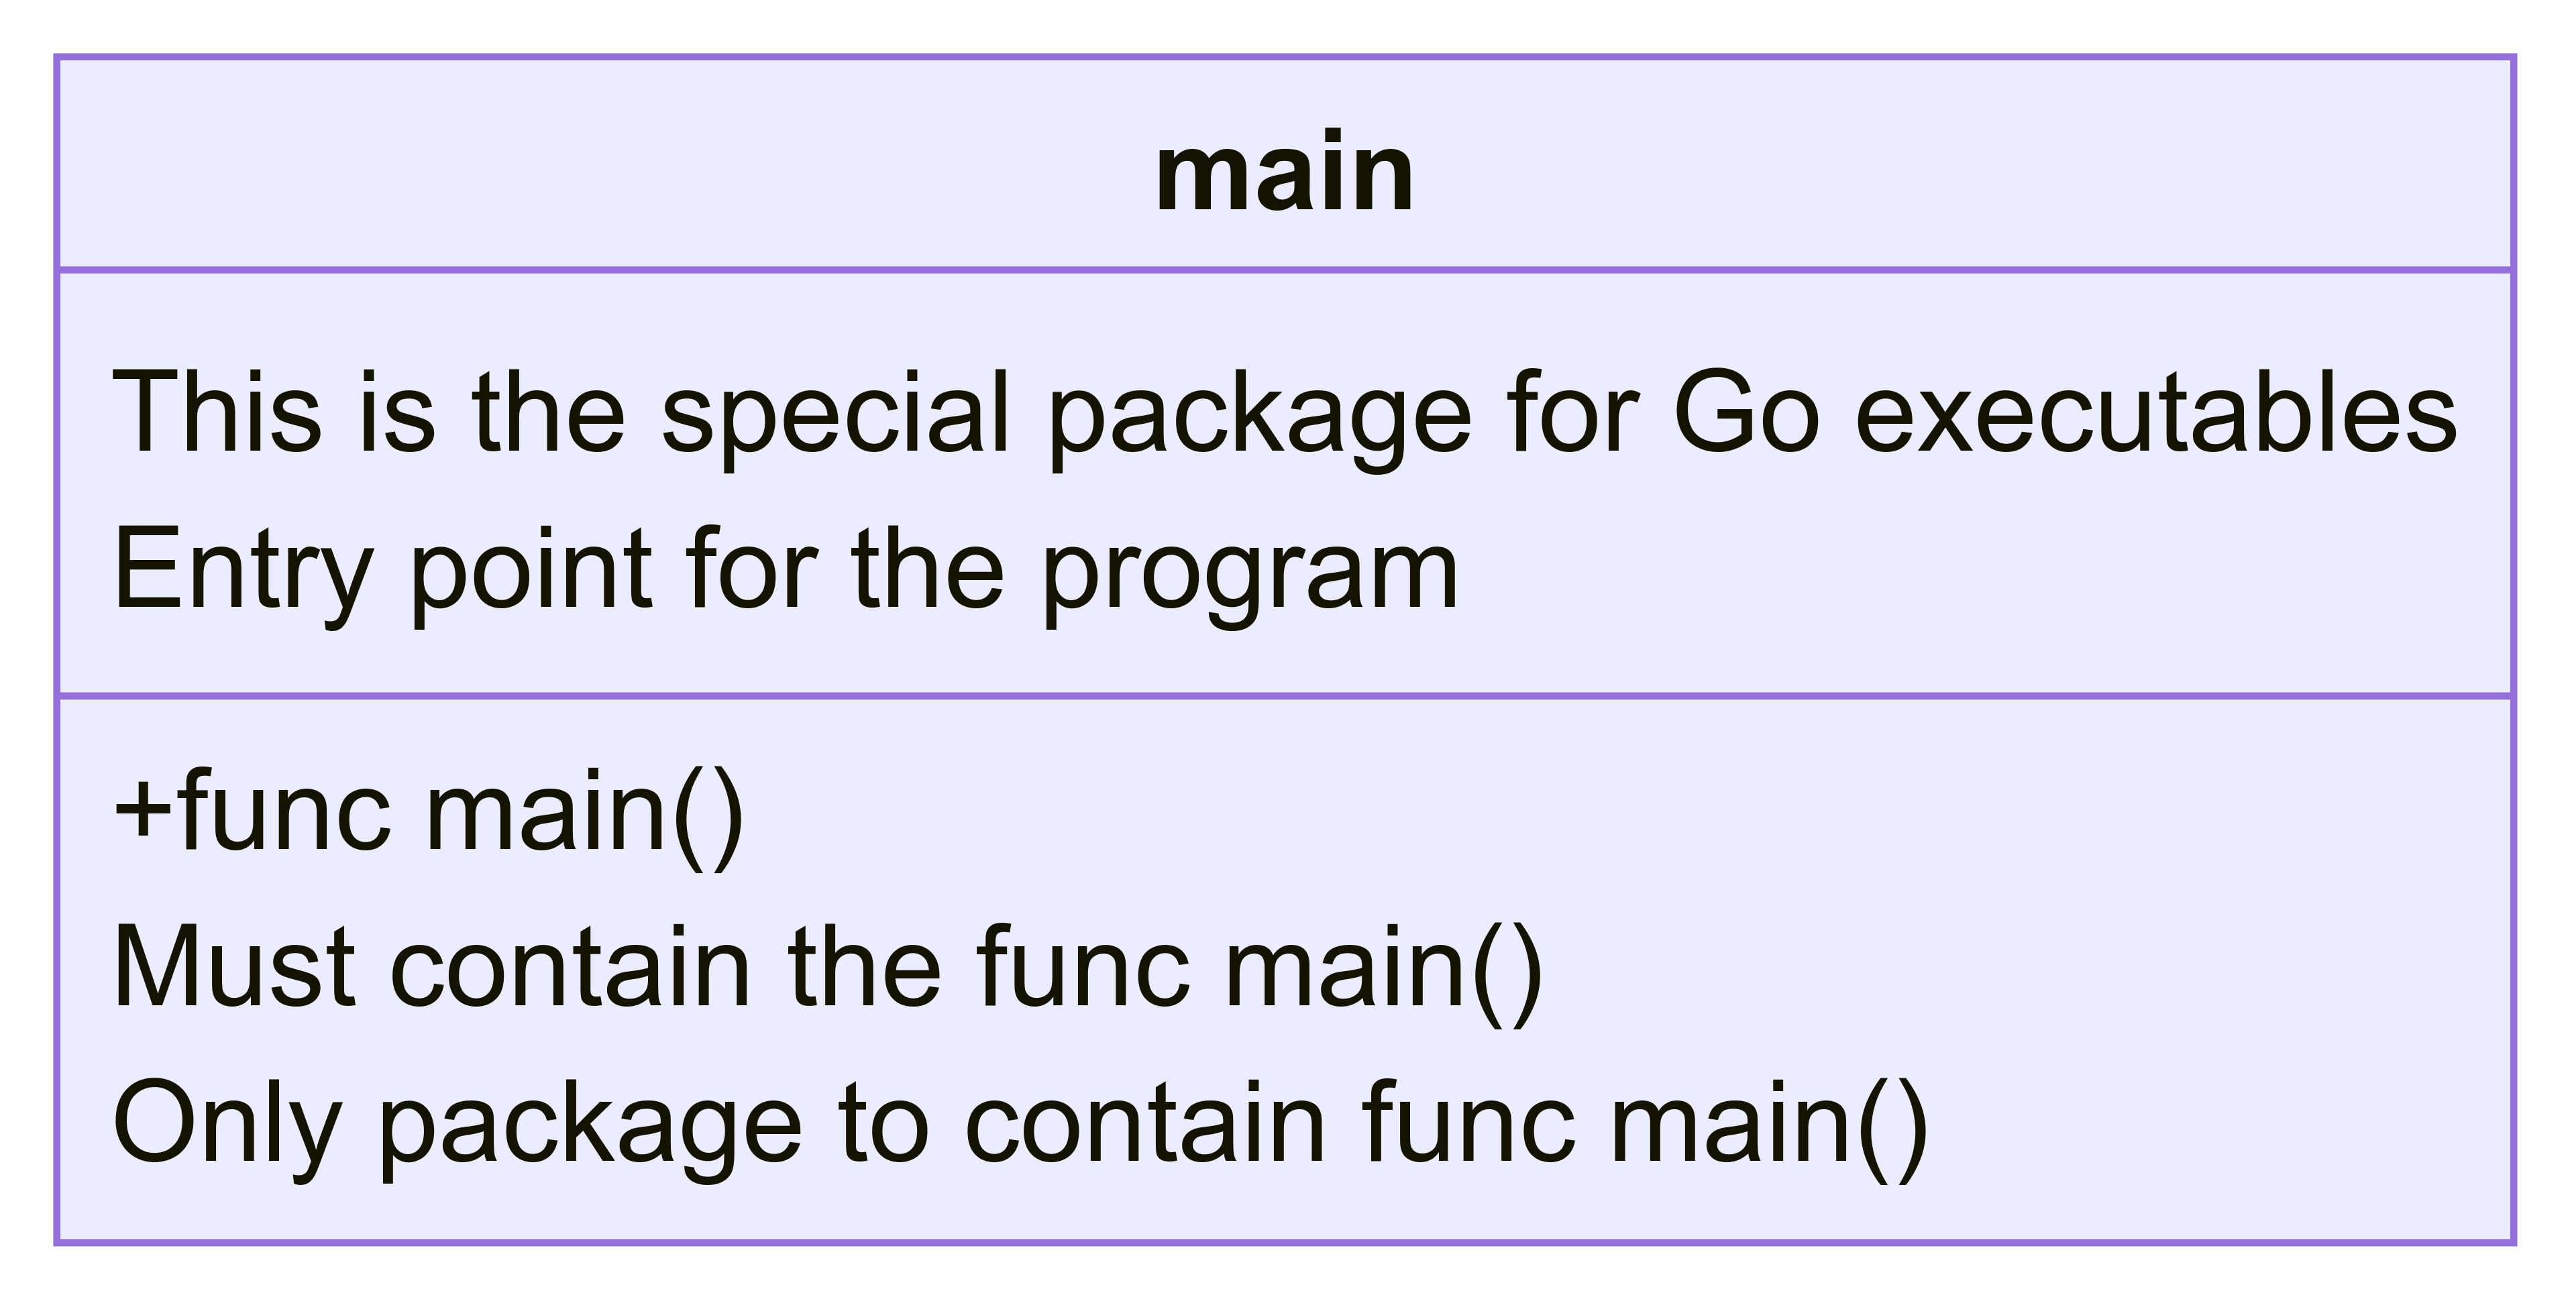 main
This is the special package for Go executables
Entry point for the program
+func main()
Must contain the func main()
Only package to contain func main()